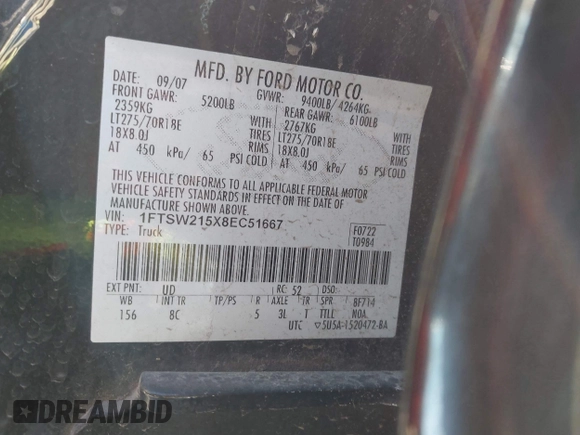 MFD. BY FORD MOTOR CO.
DATE: 09/07 GVWR: 9400LB/ 4264KG
FRONT GAWR: 5200LB REAR GAWR: 6100LB
2359KG WITH 2767KG WITH
LT275/70R18E TIRES LT275/70R18E TIRES
18X8.0J RIMS 18X8.0J RIMS
AT 450 kPa/ 65 PSI COLD AT 450 kPa/ 65 PSI COLD
THIS VEHICLE CONFORMS TO ALL APPLICABLE FEDERAL MOTOR
VEHICLE SAFETY STANDARDS IN EFFECT ON THE DATE OF
MANUFACTURE SHOWN ABOVE.
VIN: 1FTSW215X8EC51667 F0722
TYPE: Truck T0984
EXT PNT: UD RC: 52 DSO:
WB INT TR TP/PS R AXLE TR SPR BF714
156 8C 5 3L T TTLL NOA.
UTC 5U5A-1520472-BA
DREAMBID